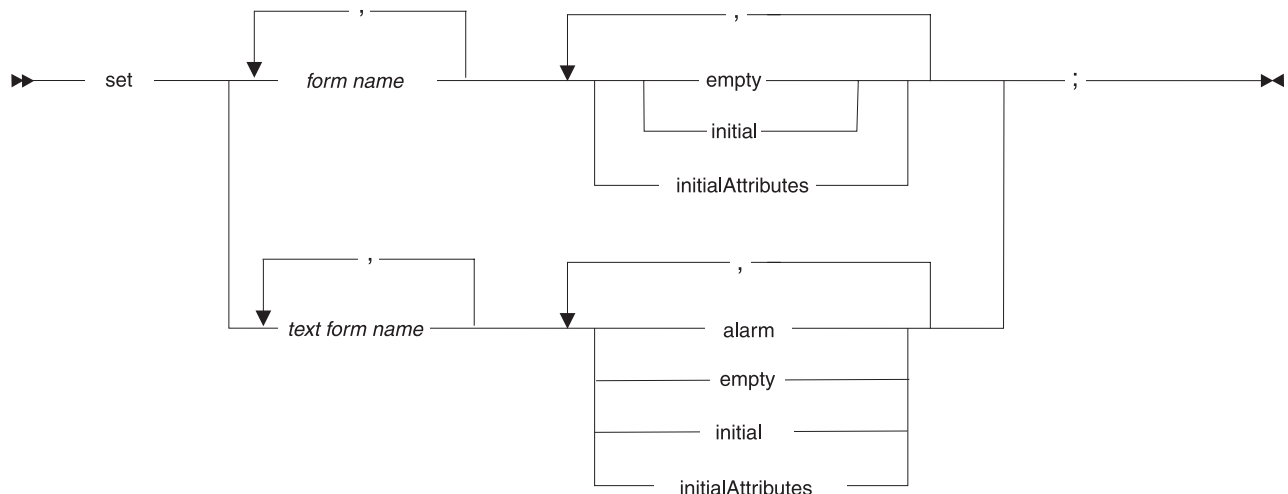 , ,
set form name empty ;
initial
initialAttributes
, ,
text form name alarm
empty
initial
initialAttributes